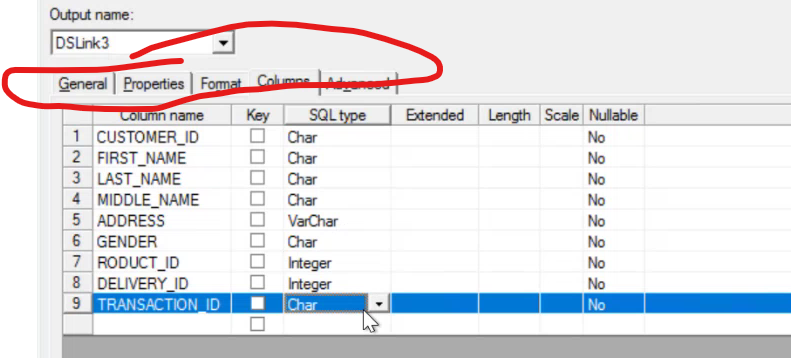 Output name:
DSLink3
General Properties Format Columns Advanced
Column name Key SQL type Extended Length Scale Nullable
1 CUSTOMER_ID Char No
2 FIRST_NAME Char No
3 LAST_NAME Char No
4 MIDDLE_NAME Char No
5 ADDRESS VarChar No
6 GENDER Char No
7 RODUCT_ID Integer No
8 DELIVERY_ID Integer No
9 TRANSACTION_ID Char No